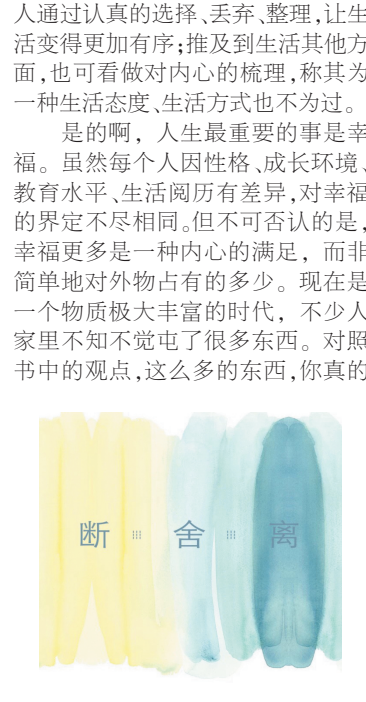 人通过认真的选择、丢弃、整理,让生
活变得更加有序;推及到生活其他方
面,也可看做对内心的梳理,称其为
一种生活态度、生活方式也不为过。
是的啊，人生最重要的事是幸
福。虽然每个人因性格、成长环境、
教育水平、生活阅历有差异,对幸福
的界定不尽相同。但不可否认的是,
幸福更多是一种内心的满足，而非
简单地对外物占有的多少。现在是
一个物质极大丰富的时代，不少人
家里不知不觉屯了很多东西。对照
书中的观点,这么多的东西,你真的
断 舍 离